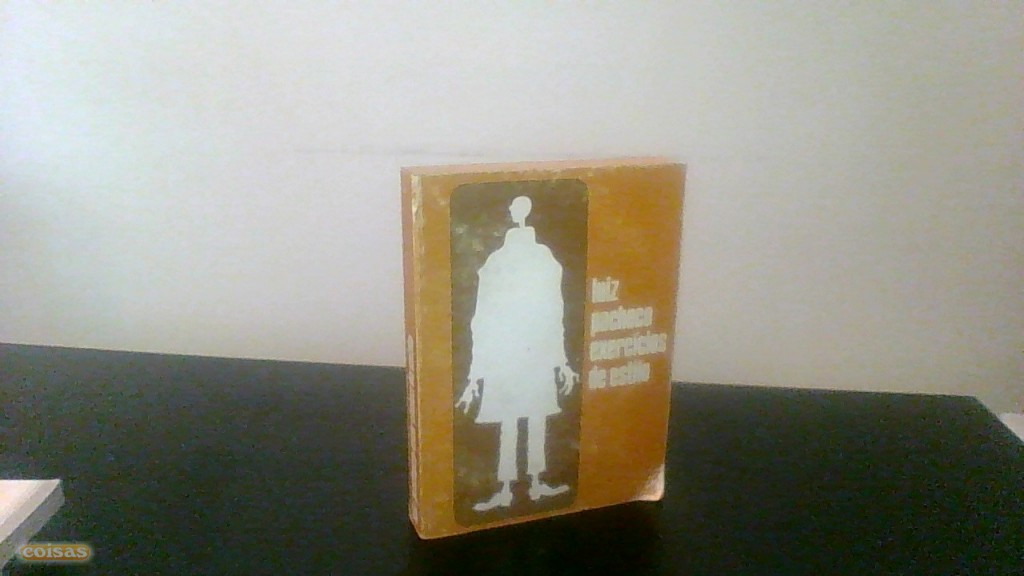 luiz
pacheco
exercícios
de estilo
coisas